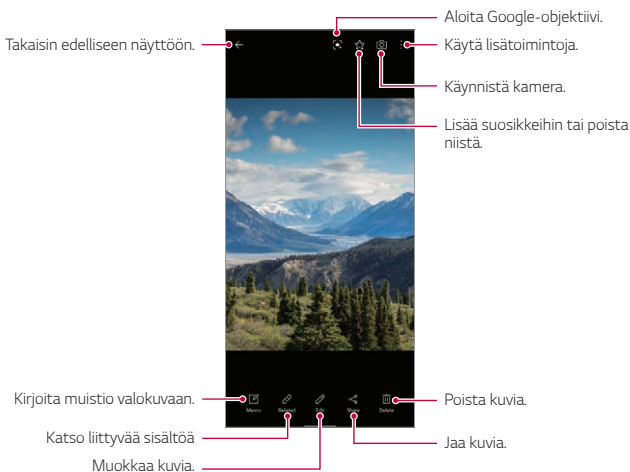 Aloita Google-objektiivi.
Takaisin edelliseen näyttöön.
Käytä lisätoimintoja.
Käynnistä kamera.
Lisää suosikkeihin tai poista
niistä.
Memo Related Edit Share Delete
Kirjoita muistio valokuvaan.
Poista kuvia.
Katso liittyvää sisältöä
Jaa kuvia.
Muokkaa kuvia.